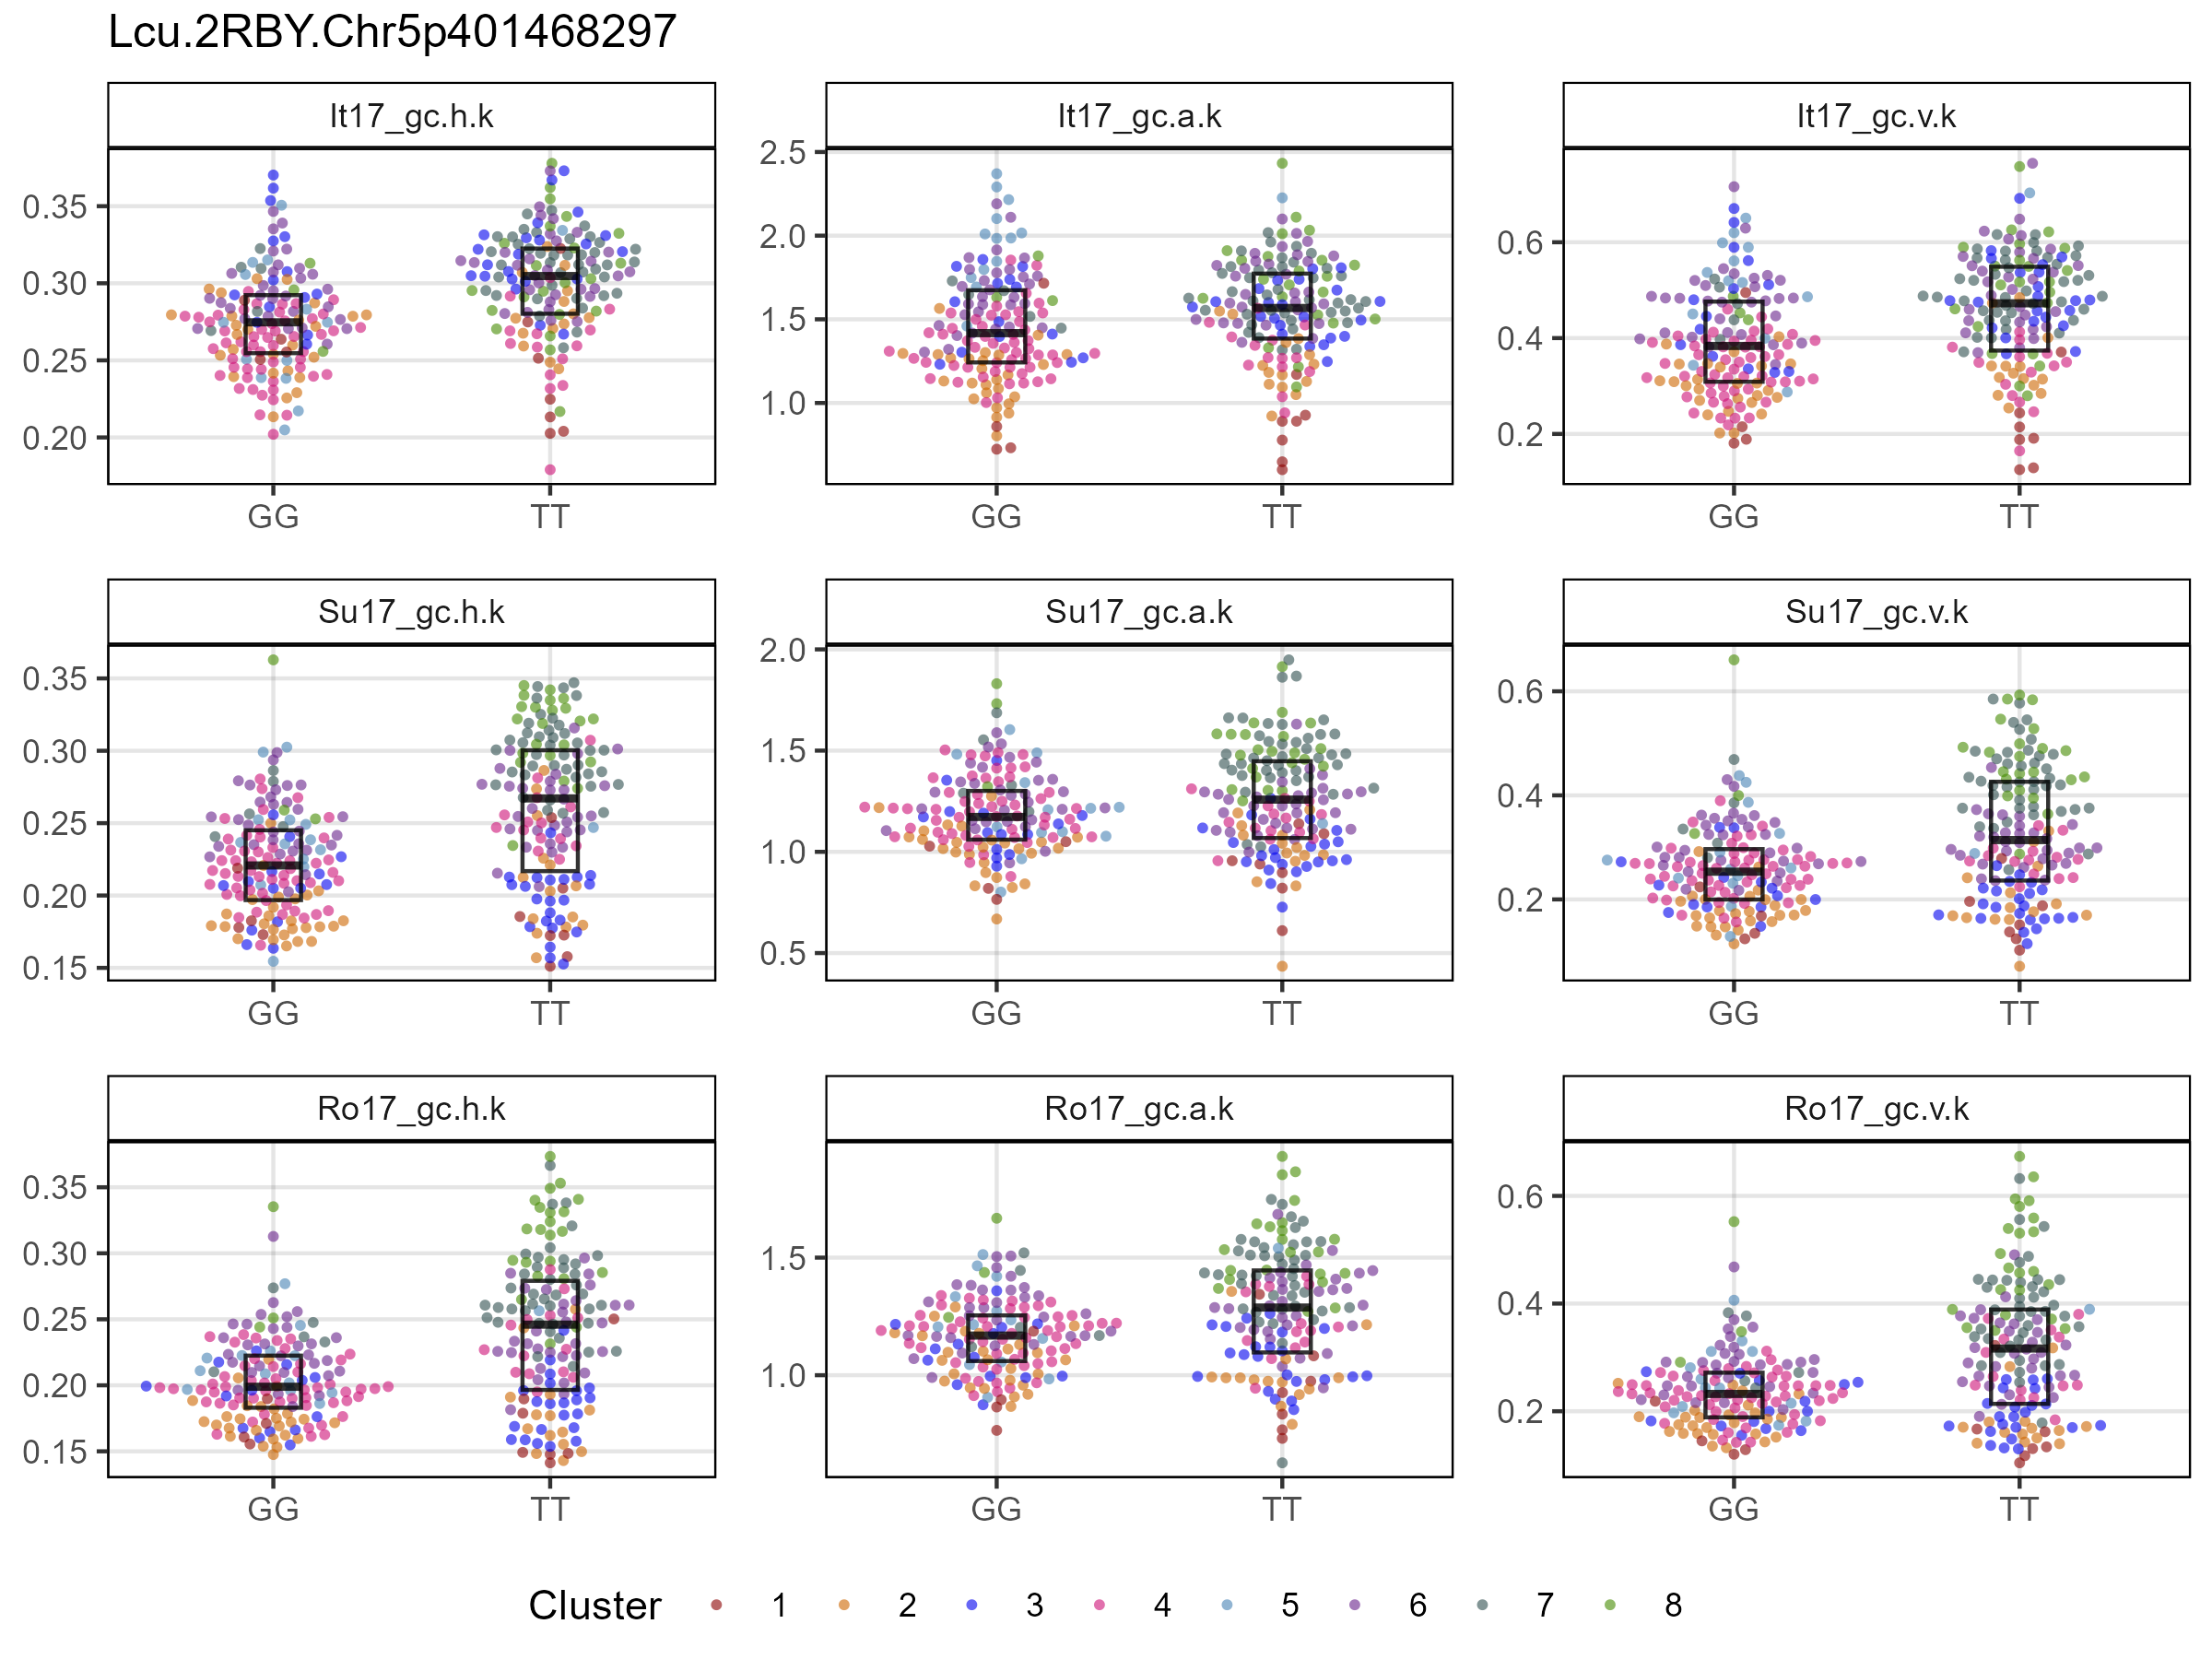 Lcu.2RBY.Chr5p401468297
It17_gc.h.k
It17_gc.a.k
It17_gc.v.k
0.35
0.30
0.25
0.20
GG
TT
2.5
2.0
1.5
1.0
GG
TT
0.6
0.4
0.2
GG
TT
Su17_gc.h.k
Su17_gc.a.k
Su17_gc.v.k
0.35
0.30
0.25
0.20
0.15
GG
TT
2.0
1.5
1.0
0.5
GG
TT
0.6
0.4
0.2
GG
TT
Ro17_gc.h.k
Ro17_gc.a.k
Ro17_gc.v.k
0.35
0.30
0.25
0.20
0.15
GG
TT
1.5
1.0
GG
TT
0.6
0.4
0.2
GG
TT
Cluster 1 2 3 4 5 6 7 8